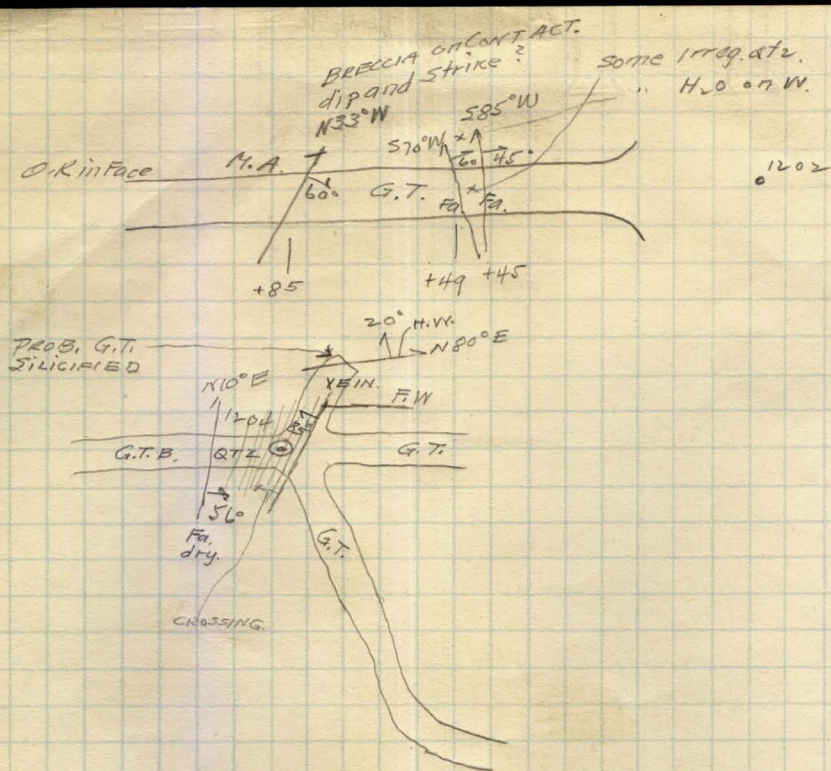 BRECCIA on CONTACT.
dip and strike?
N33°W
some irreg. qtz.
" H2O on W.
S85°W
S70°W
O-R in Face
M.A.
60°
G.T.
60
45°
Fa.
Fa.
1202
+85
+49 +45
PROB. G.T.
SILICIFIED
20°
H.W.
N80°E
N10°E
VEIN.
F.W
1204
G.T.B.
QTZ
G.T.
56°
Fa.
dry.
G.T.
CROSSING.